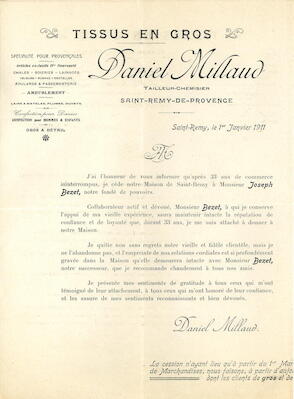 TISSUS EN GROS
SPÉCIALITÉ POUR PROVENÇALES
CHALES - SOIERIES - LAINAGES
AMEUBLEMENT
Confection pour Dames
CONFECTION pour HOMMES & ENFANTS
GROS & DÉTAIL
Daniel Millaud
TAILLEUR-CHEMISIER
SAINT-REMY-DE-PROVENCE
Saint-Remy, le 1er Janvier 1911
M
J'ai l'honneur de vous informer qu'après 33 ans de commerce
ininterrompus, je cède notre Maison de Saint-Remy à Monsieur Joseph
Bezet, notre fondé de pouvoirs.
Collaborateur actif et dévoué, Monsieur Bezet, à qui je conserve
l'appui de ma vieille expérience, saura maintenir intacte la réputation de
confiance et de loyauté que, durant 33 ans, je me suis attaché à donner à
notre Maison.
Je quitte non sans regrets notre vieille et fidèle clientèle, mais je
ne l'abandonne pas, et l'empreinte de nos relations cordiales est si profondément
gravée dans la Maison qu'elle demeurera intacte avec Monsieur Bezet,
notre successeur, que je recommande chaudement à tous nos amis.
Je présente mes sentiments de gratitude à tous ceux qui m'ont
témoigné de leur attachement, à tous ceux qui m'ont honoré de leur confiance,
et les assure de mes sentiments reconnaissants et bien dévoués.
Daniel Millaud.
La cession n'ayant lieu qu'à partir du 1er Mar
de Marchandises, nous faisons, à partir d'aujou
dont les clients de gros et de